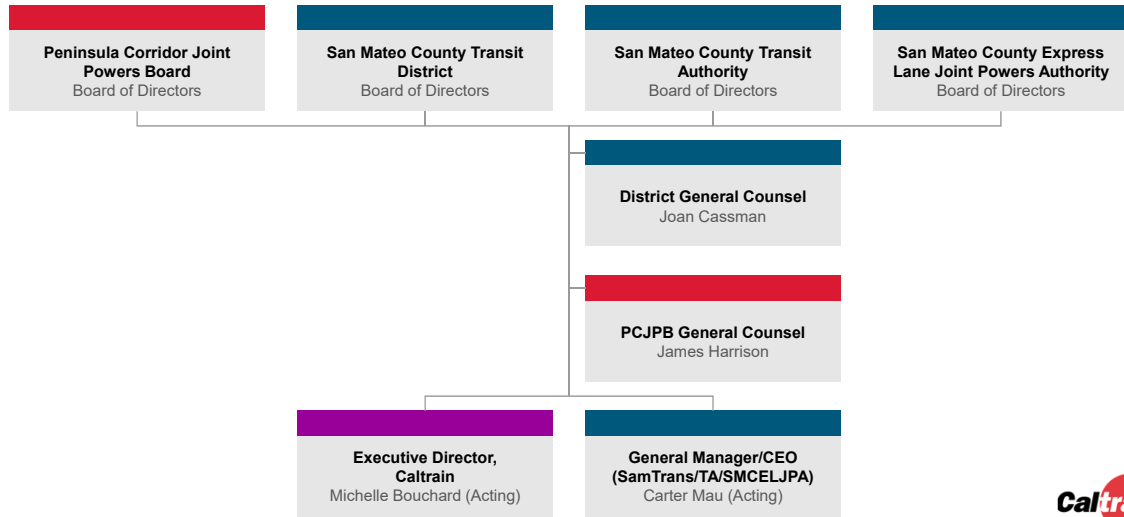 Peninsula Corridor Joint
Powers Board
Board of Directors
San Mateo County Transit
District
Board of Directors
San Mateo County Transit
Authority
Board of Directors
San Mateo County Express
Lane Joint Powers Authority
Board of Directors
District General Counsel
Joan Cassman
PCJPB General Counsel
James Harrison
Executive Director,
Caltrain
Michelle Bouchard (Acting)
General Manager/CEO
(SamTrans/TA/SMCELJPA)
Carter Mau (Acting)